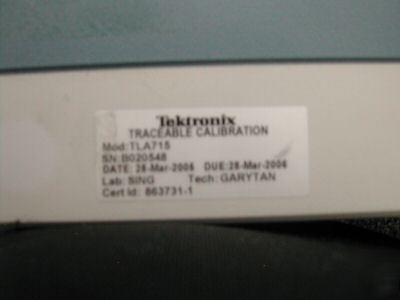 Tektronix
TRACEABLE CALIBRATION
Mod: TLA715
SN: B020548
DATE: 28-Mar-2005 DUE: 28-Mar-2006
Lab: SING Tech: GARYTAN
Cert Id: 863731-1